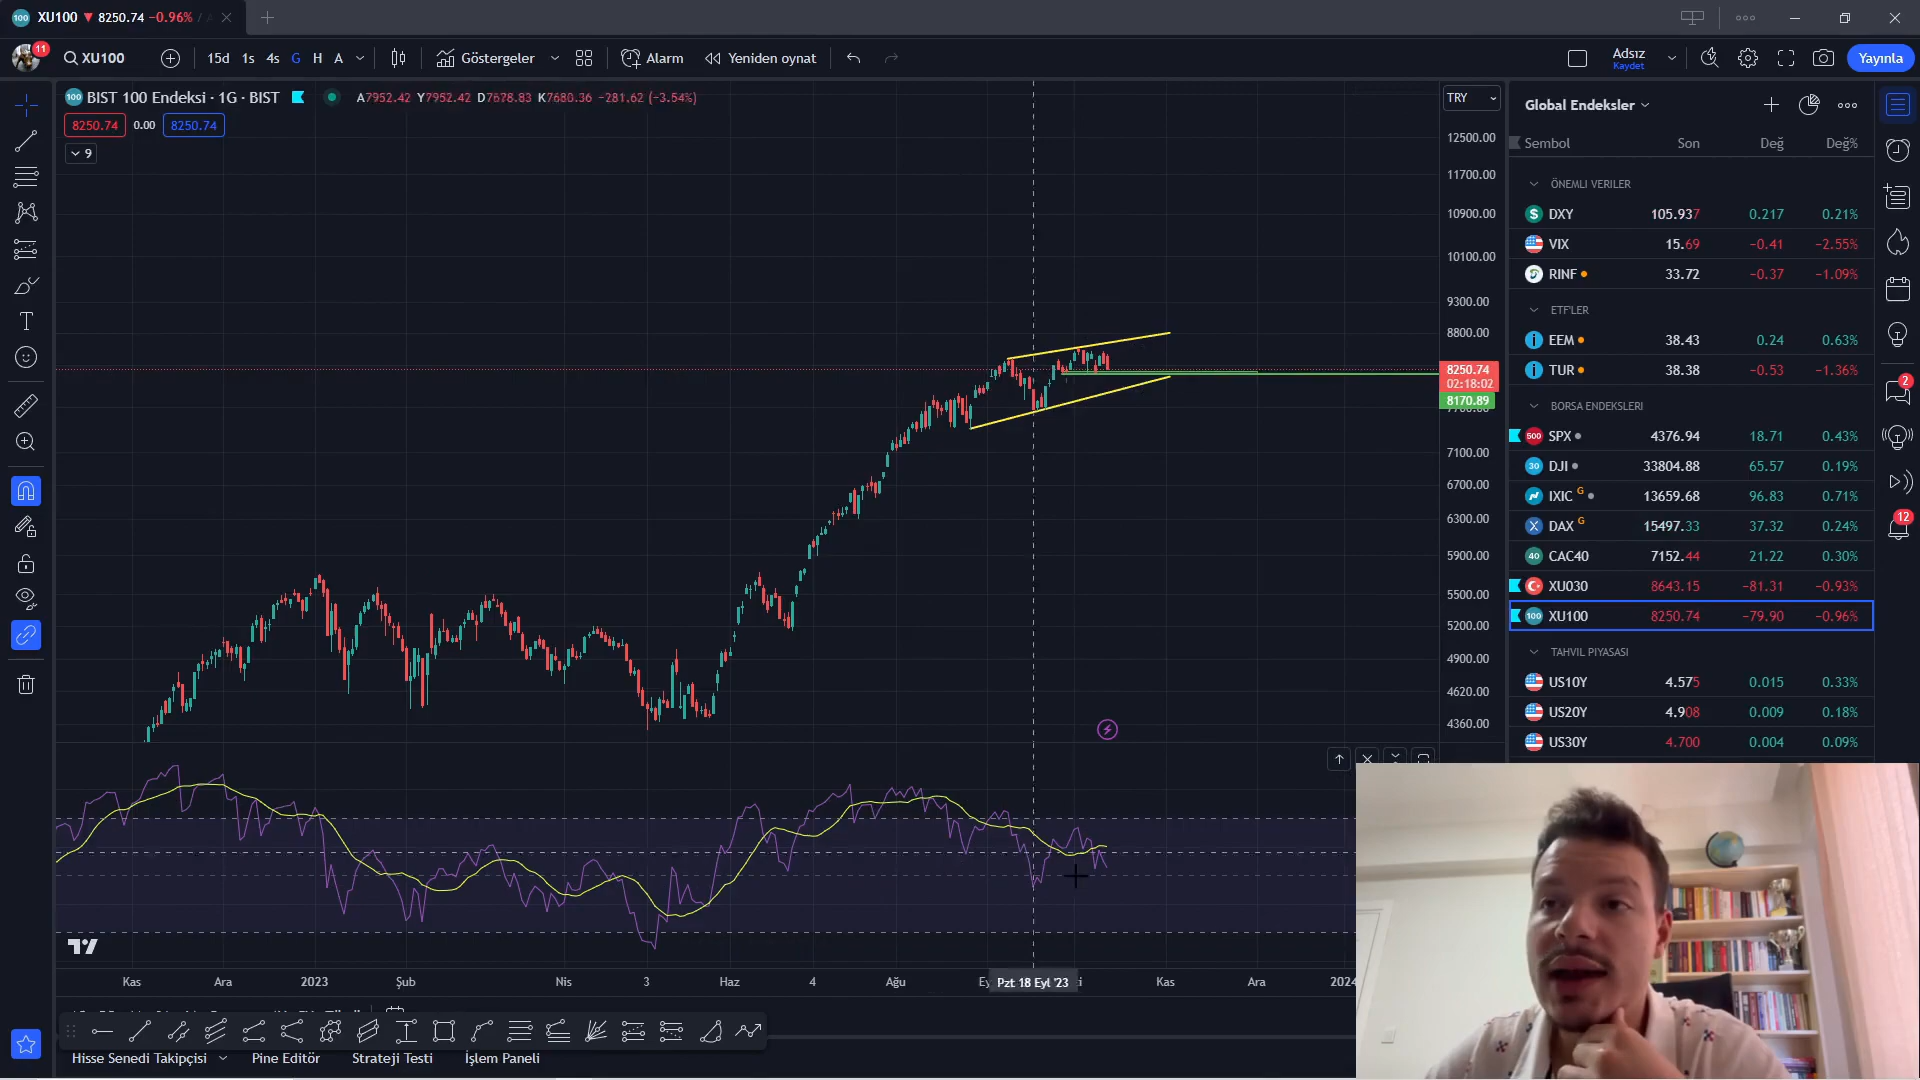 XU100 ▼ 8250.74 −0.96% /
11
XU100
15d 1s 4s G H A
Göstergeler
Alarm
Yeniden oynat
Adsız
Kaydet
Yayınla
100 BIST 100 Endeksi · 1G · BIST
A7952.42 Y7952.42 D7678.83 K7680.36 −281.62 (−3.54%)
8250.74 0.00 8250.74
9
TRY
12500.00
11700.00
10900.00
10100.00
9300.00
8800.00
8250.74
02:18:02
8170.89
7100.00
6700.00
6300.00
5900.00
5500.00
5200.00
4900.00
4620.00
4360.00
Global Endeksler
Sembol Son Değ Değ%
ÖNEMLI VERILER
DXY 105.937 0.217 0.21%
VIX 15.69 −0.41 −2.55%
RINF 33.72 −0.37 −1.09%
ETF'LER
EEM 38.43 0.24 0.63%
TUR 38.38 −0.53 −1.36%
BORSA ENDEKSLERI
500 SPX 4376.94 18.71 0.43%
30 DJI 33804.88 65.57 0.19%
IXIC G 13659.68 96.83 0.71%
X DAX G 15497.33 37.32 0.24%
40 CAC40 7152.44 21.22 0.30%
XU030 8643.15 −81.31 −0.93%
100 XU100 8250.74 −79.90 −0.96%
TAHVIL PIYASASI
US10Y 4.575 0.015 0.33%
US20Y 4.908 0.009 0.18%
US30Y 4.700 0.004 0.09%
2
12
Kas Ara 2023 Şub Nis 3 Haz 4 Ağu Pzt 18 Eyl '23 Kas Ara 2024
Hisse Senedi Takipçisi Pine Editör Strateji Testi İşlem Paneli